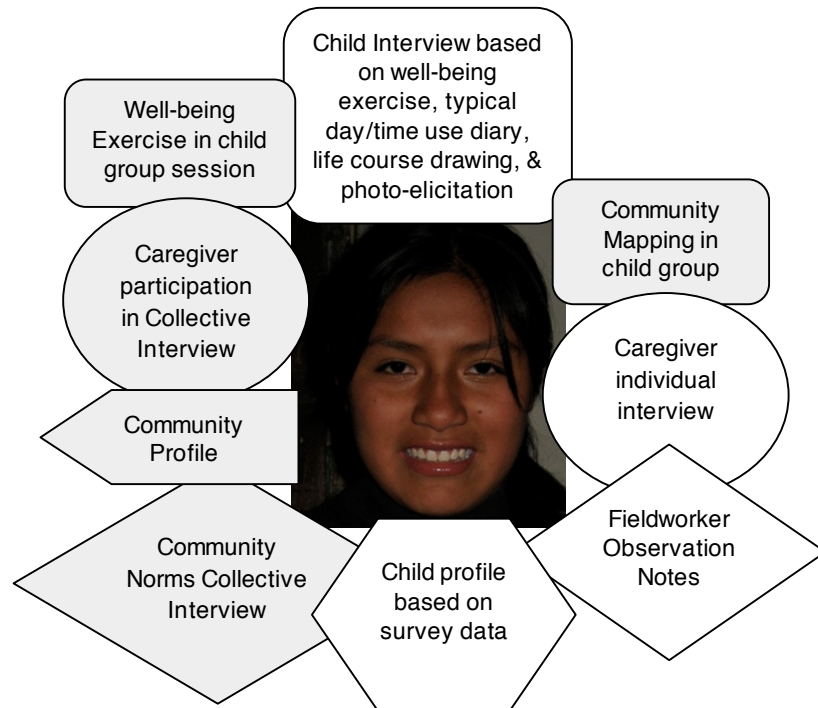 Child Interview based
on well-being
exercise, typical
day/time use diary,
life course drawing, &
photo-elicitation
Well-being
Exercise in child
group session
Community
Mapping in
child group
Caregiver
participation
in Collective
Interview
Caregiver
individual
interview
Community
Profile
Fieldworker
Observation
Notes
Community
Norms Collective
Interview
Child profile
based on
survey data